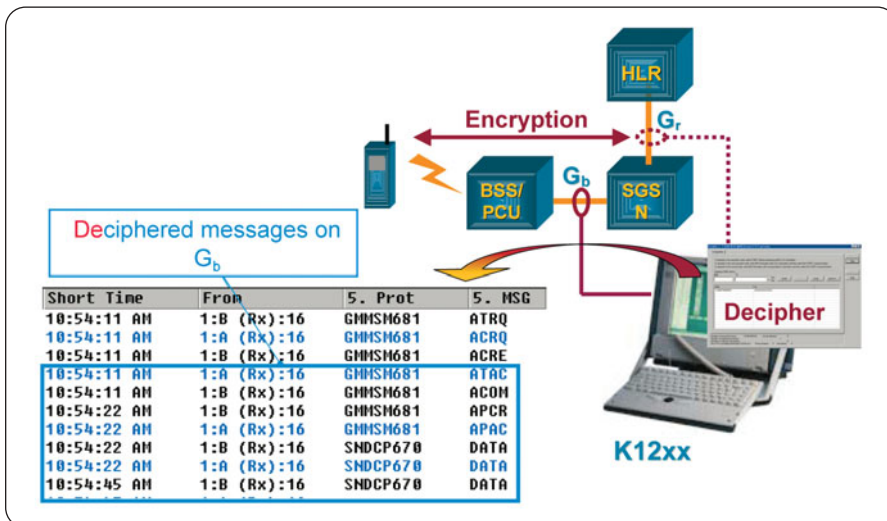 HLR
Encryption
Gr
BSS/
PCU
Gb
SGS
N
Deciphered messages on
Gb
Decipher
K12xx
Short Time From 5. Prot 5. MSG
10:54:11 AM 1:B (Rx):16 GMMSM681 ATRQ
10:54:11 AM 1:A (Rx):16 GMMSM681 ACRQ
10:54:11 AM 1:B (Rx):16 GMMSM681 ACRE
10:54:11 AM 1:A (Rx):16 GMMSM681 ATAC
10:54:11 AM 1:B (Rx):16 GMMSM681 ACOM
10:54:22 AM 1:B (Rx):16 GMMSM681 APCR
10:54:22 AM 1:A (Rx):16 GMMSM681 APAC
10:54:22 AM 1:B (Rx):16 SNDCP670 DATA
10:54:22 AM 1:A (Rx):16 SNDCP670 DATA
10:54:45 AM 1:B (Rx):16 SNDCP670 DATA